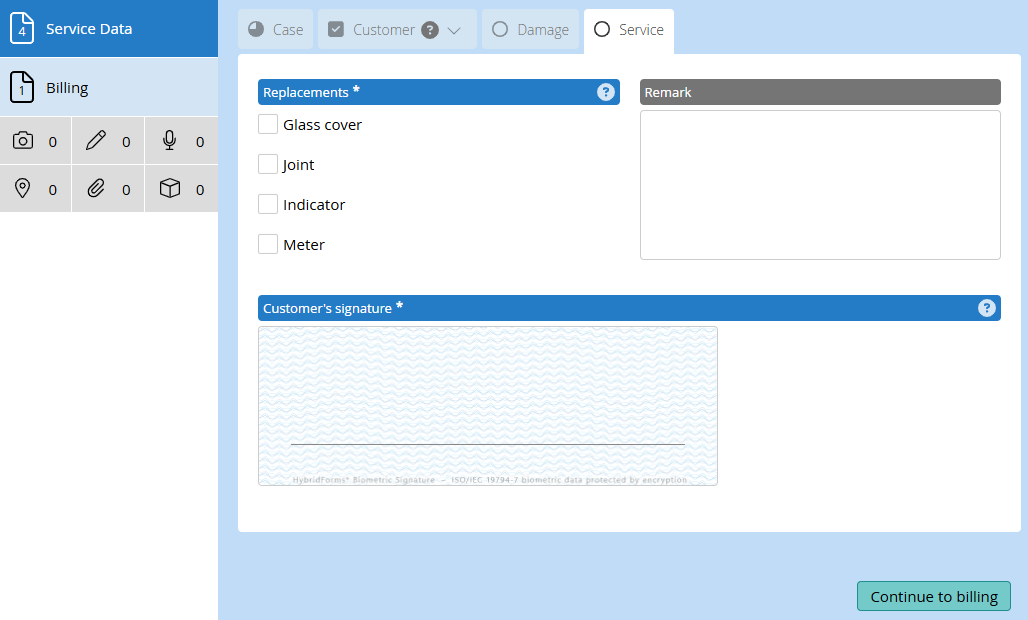 4 Service Data
1 Billing
0 0 0
0 0 0
Case Customer ? Damage Service
Replacements * ?
Glass cover
Joint
Indicator
Meter
Remark
Customer's signature * ?
HybridForms® Biometric Signature – ISO/IEC 19794-7 biometric data protected by encryption
Continue to billing